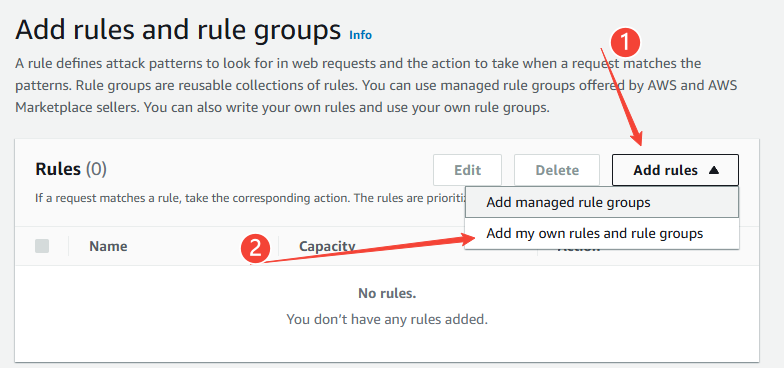 Add rules and rule groups Info
A rule defines attack patterns to look for in web requests and the action to take when a request matches the
patterns. Rule groups are reusable collections of rules. You can use managed rule groups offered by AWS and AWS
Marketplace sellers. You can also write your own rules and use your own rule groups.
1
Rules (0)
Edit
Delete
Add rules
If a request matches a rule, take the corresponding action. The rules are prioritiz
Add managed rule groups
Add my own rules and rule groups
2
Name
Capacity
Action
No rules.
You don’t have any rules added.